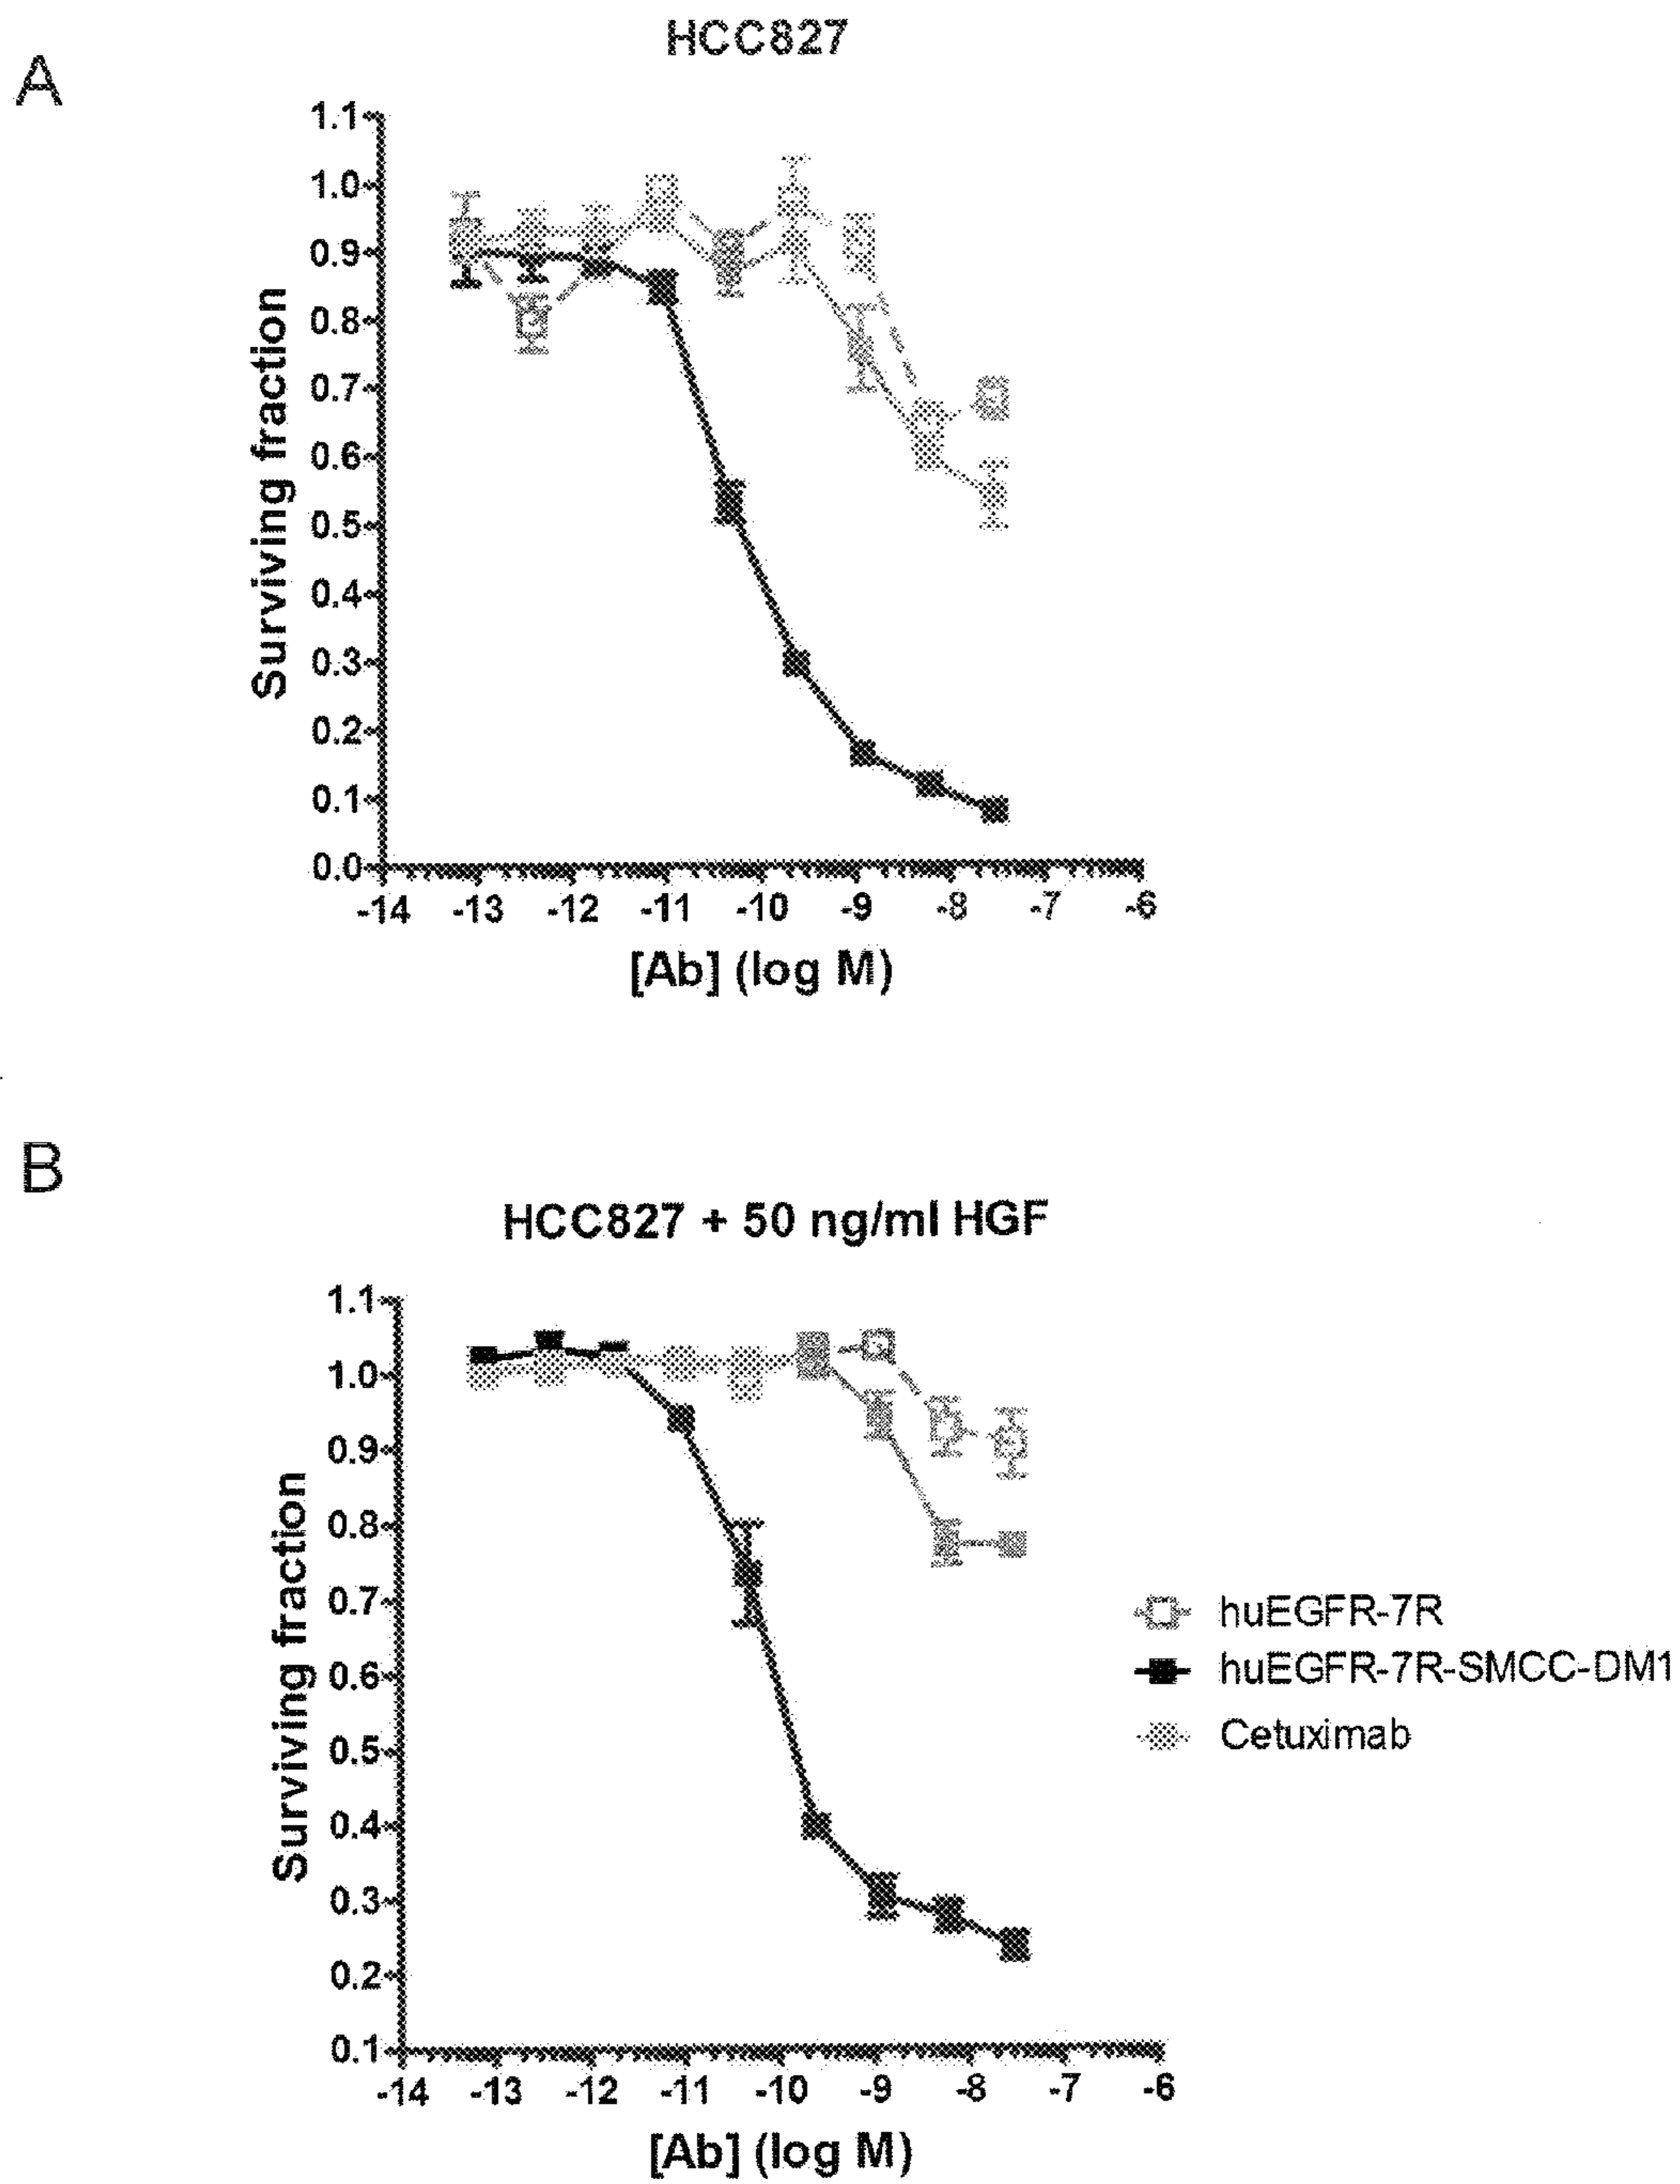 A
HCC827
1.1
1.0
0.9
0.8
0.7
0.6
0.5
0.4
0.3
0.2
0.1
0.0
Surviving fraction
-14 -13 -12 -11 -10 -9 -8 -7 -6
[Ab] (log M)
B
HCC827 + 50 ng/ml HGF
1.1
1.0
0.9
0.8
0.7
0.6
0.5
0.4
0.3
0.2
0.1
Surviving fraction
-14 -13 -12 -11 -10 -9 -8 -7 -6
[Ab] (log M)
huEGFR-7R
huEGFR-7R-SMCC-DM1
Cetuximab